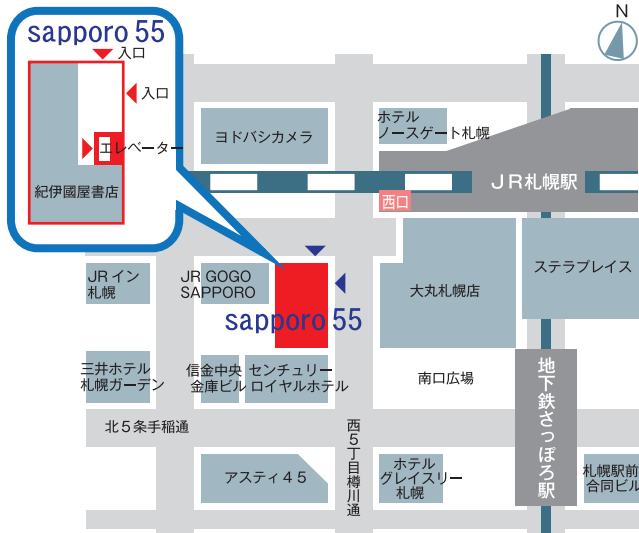 N
sapporo 55
入口
入口
エレベーター
紀伊國屋書店
ヨドバシカメラ
ホテル
ノースゲート札幌
JR札幌駅
西口
JRイン
札幌
JR GOGO
SAPPORO
sapporo 55
大丸札幌店
ステラプレイス
三井ホテル
札幌ガーデン
信金中央
金庫ビル
センチュリー
ロイヤルホテル
南口広場
地下鉄さっぽろ駅
北5条手稲通
西5丁目樽川通
アスティ45
ホテル
グレイスリー
札幌
札幌駅前
合同ビル